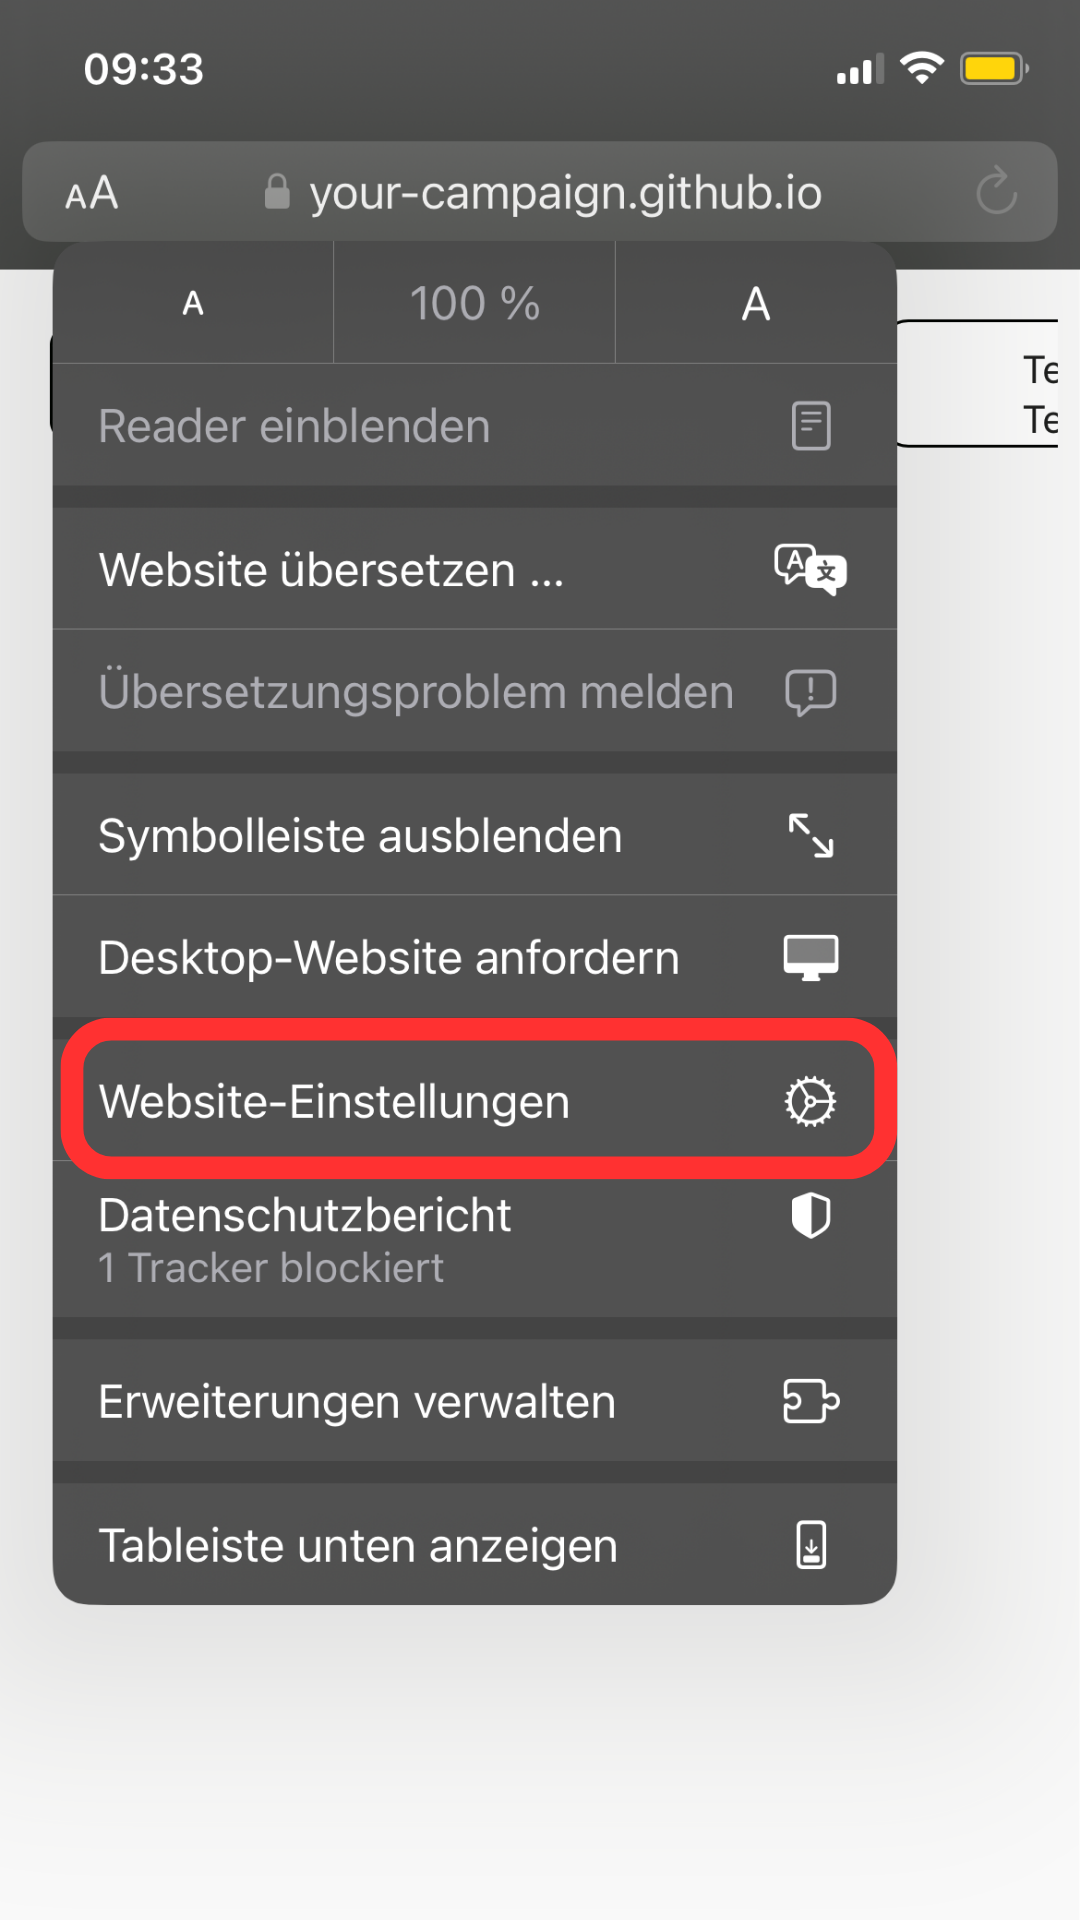 09:33
AA your-campaign.github.io
A 100 % A
Te
Te
Reader einblenden
Website übersetzen ...
Übersetzungsproblem melden
Symbolleiste ausblenden
Desktop-Website anfordern
Website-Einstellungen
Datenschutzbericht
1 Tracker blockiert
Erweiterungen verwalten
Tableiste unten anzeigen